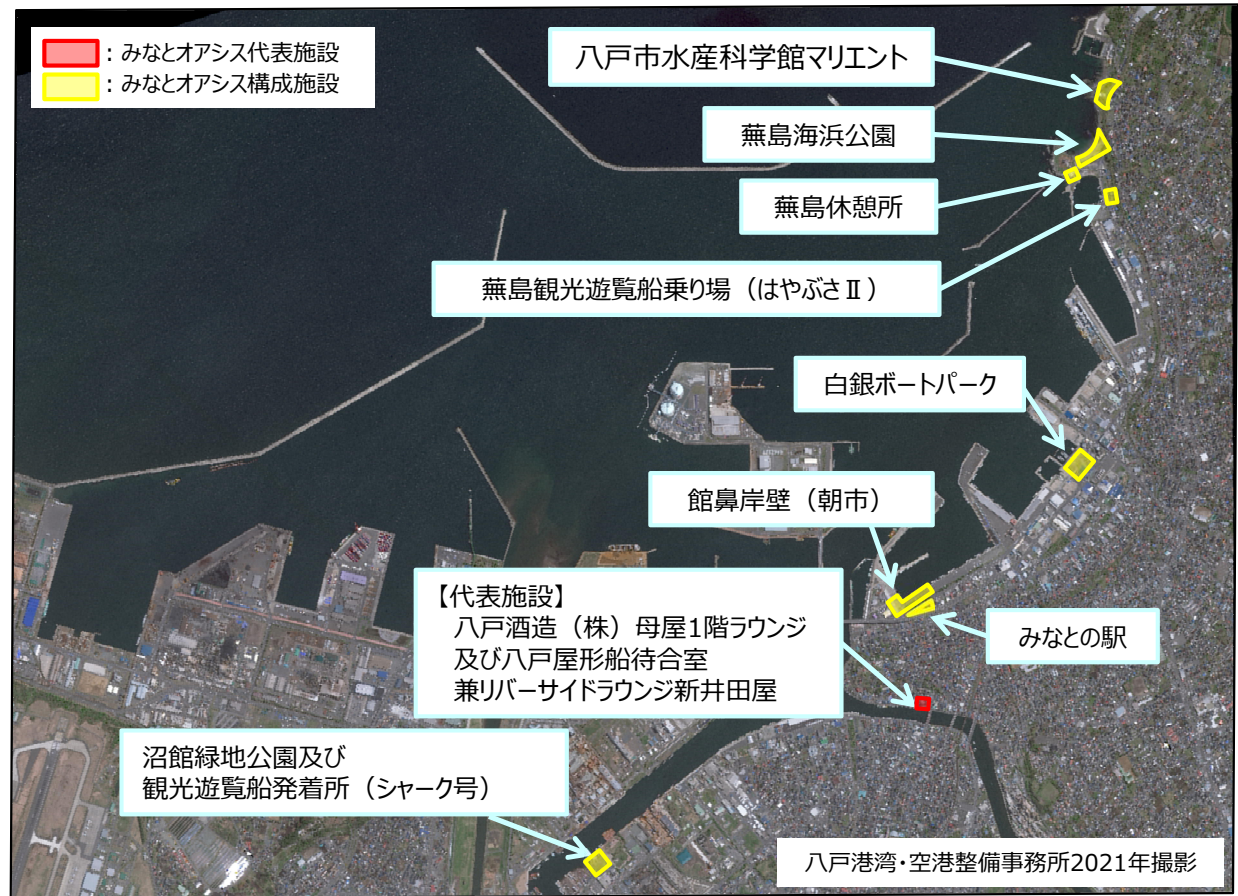 ：みなとオアシス代表施設
：みなとオアシス構成施設
八戸市水産科学館マリエント
蕪島海浜公園
蕪島休憩所
蕪島観光遊覧船乗り場（はやぶさⅡ）
白銀ボートパーク
館鼻岸壁（朝市）
【代表施設】
八戸酒造（株）母屋1階ラウンジ
及び八戸屋形船待合室
兼リバーサイドラウンジ新井田屋
みなとの駅
沼館緑地公園及び
観光遊覧船発着所（シャーク号）
八戸港湾・空港整備事務所2021年撮影